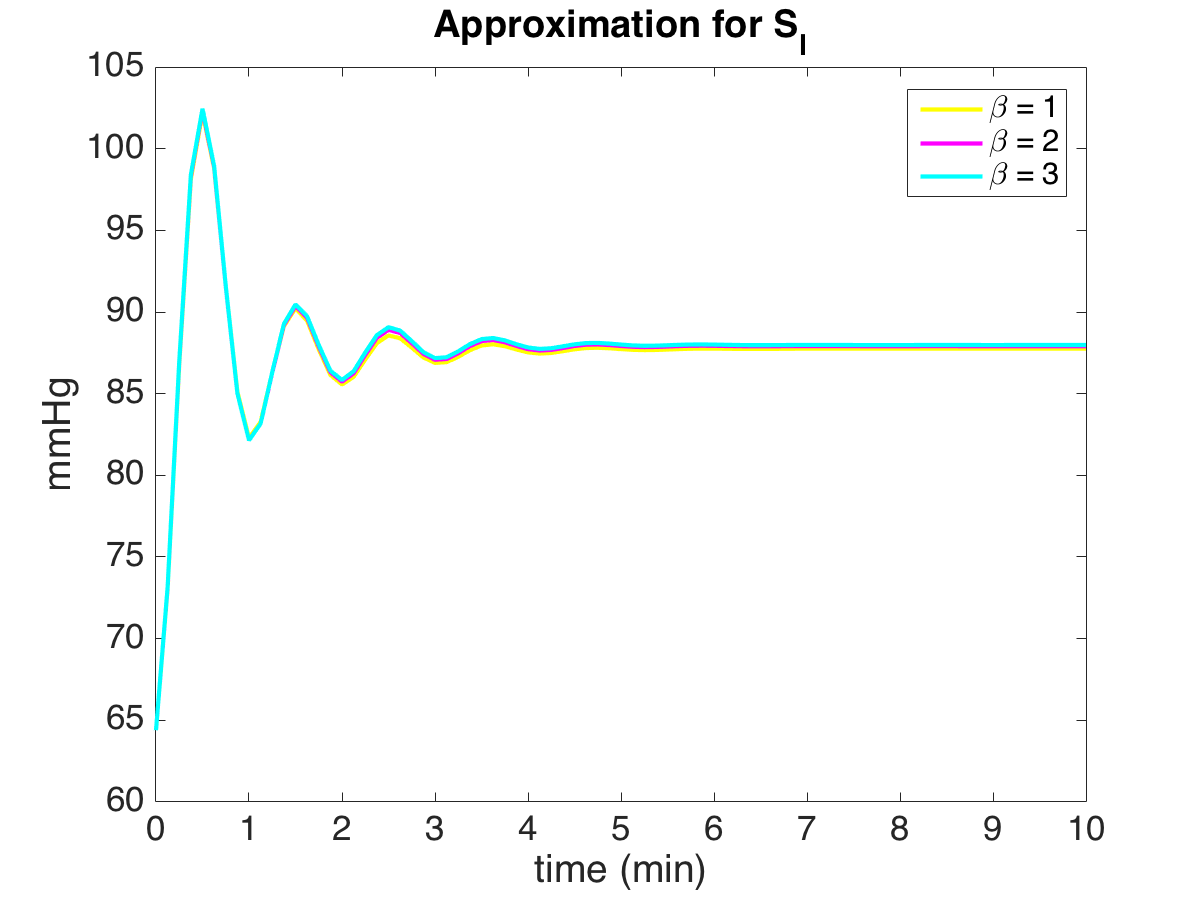 Approximation for S_I
105
100
95
90
85
80
75
70
65
60
mmHg
β = 1
β = 2
β = 3
0 1 2 3 4 5 6 7 8 9 10
time (min)